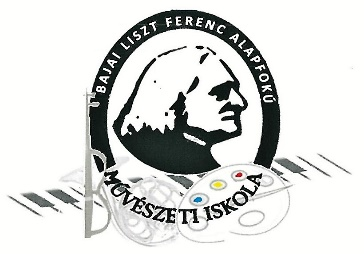 BAJAI LISZT FERENC ALAPFOKÚ
MŰVÉSZETI ISKOLA